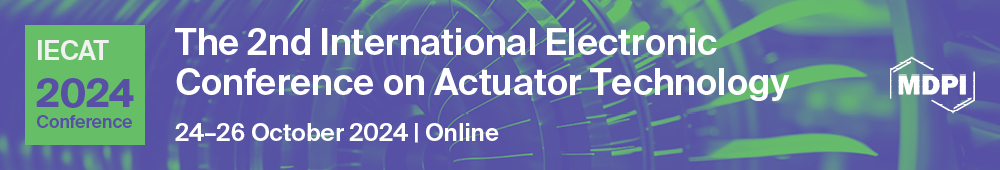 IECAT
2024
Conference
The 2nd International Electronic
Conference on Actuator Technology
24–26 October 2024 | Online
MDPI